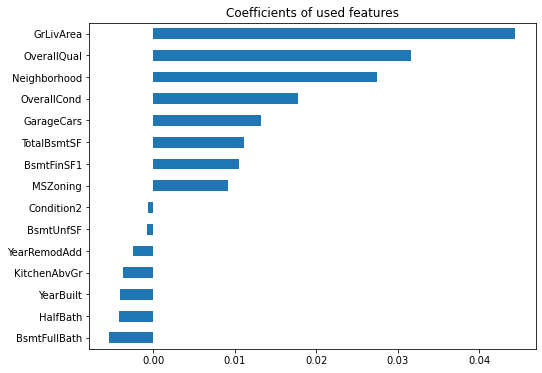 Coefficients of used features
GrLivArea
OverallQual
Neighborhood
OverallCond
GarageCars
TotalBsmtSF
BsmtFinSF1
MSZoning
Condition2
BsmtUnfSF
YearRemodAdd
KitchenAbvGr
YearBuilt
HalfBath
BsmtFullBath
0.00 0.01 0.02 0.03 0.04